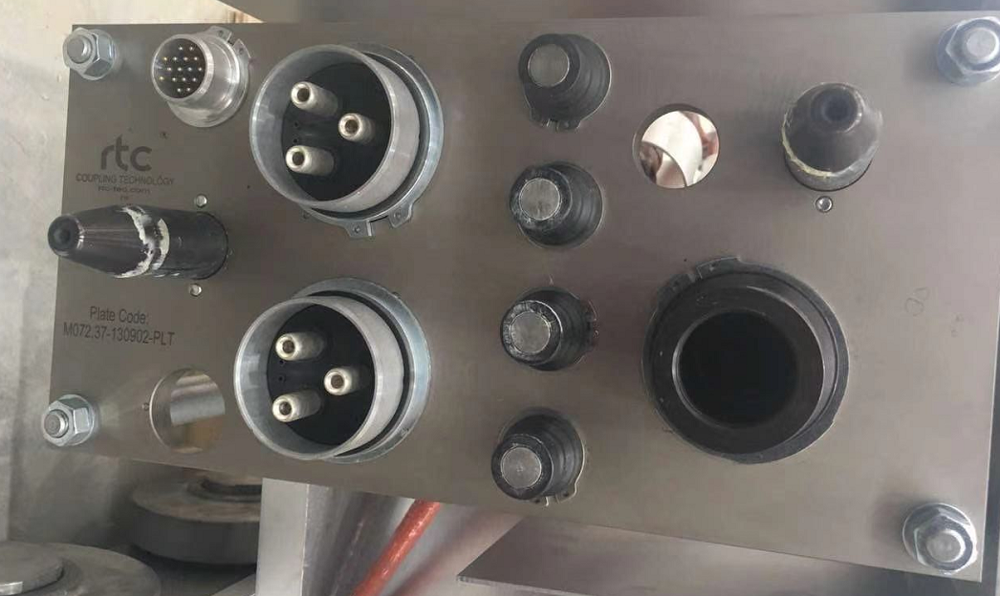 rtc
COUPLING TECHNOLOGY
rtc-tec.com
Plate Code:
M072.37-130902-PLT